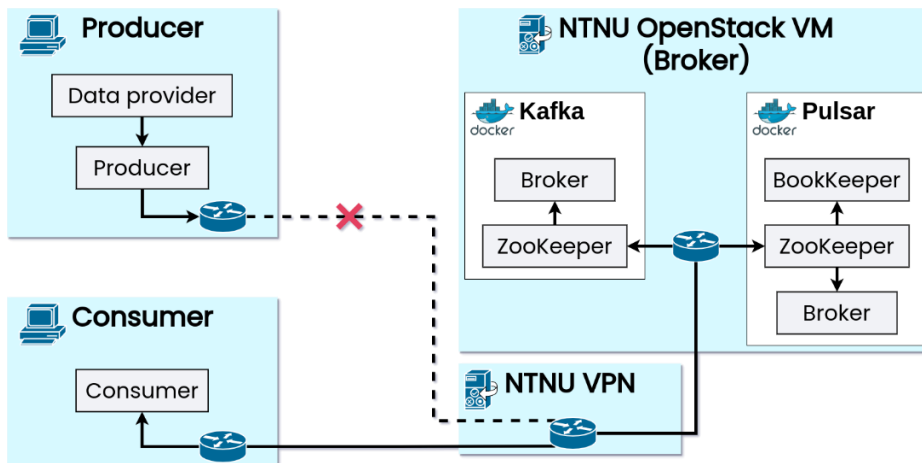 Producer
Data provider
Producer
NTNU OpenStack VM
(Broker)
docker
Kafka
Broker
ZooKeeper
docker
Pulsar
BookKeeper
ZooKeeper
Broker
Consumer
Consumer
NTNU VPN